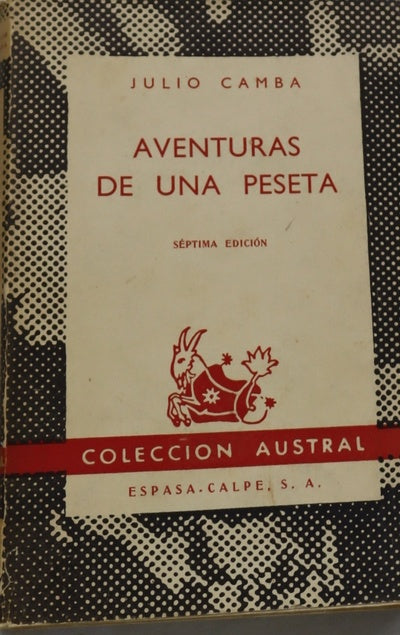 JULIO CAMBA
AVENTURAS
DE UNA PESETA
SÉPTIMA EDICIÓN
COLECCION AUSTRAL
ESPASA-CALPE, S. A.